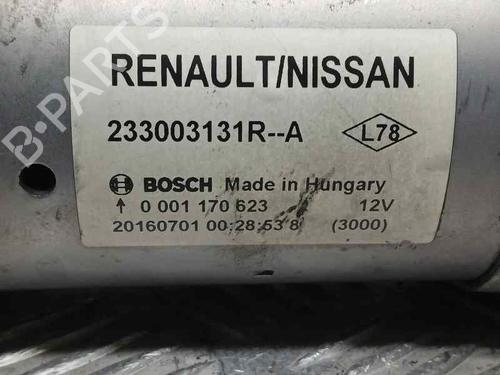 RENAULT/NISSAN
233003131R--A
L78
BOSCH Made in Hungary
↑ 0 001 170 623 12V
20160701 00:28:53 8 (3000)
B-PARTS